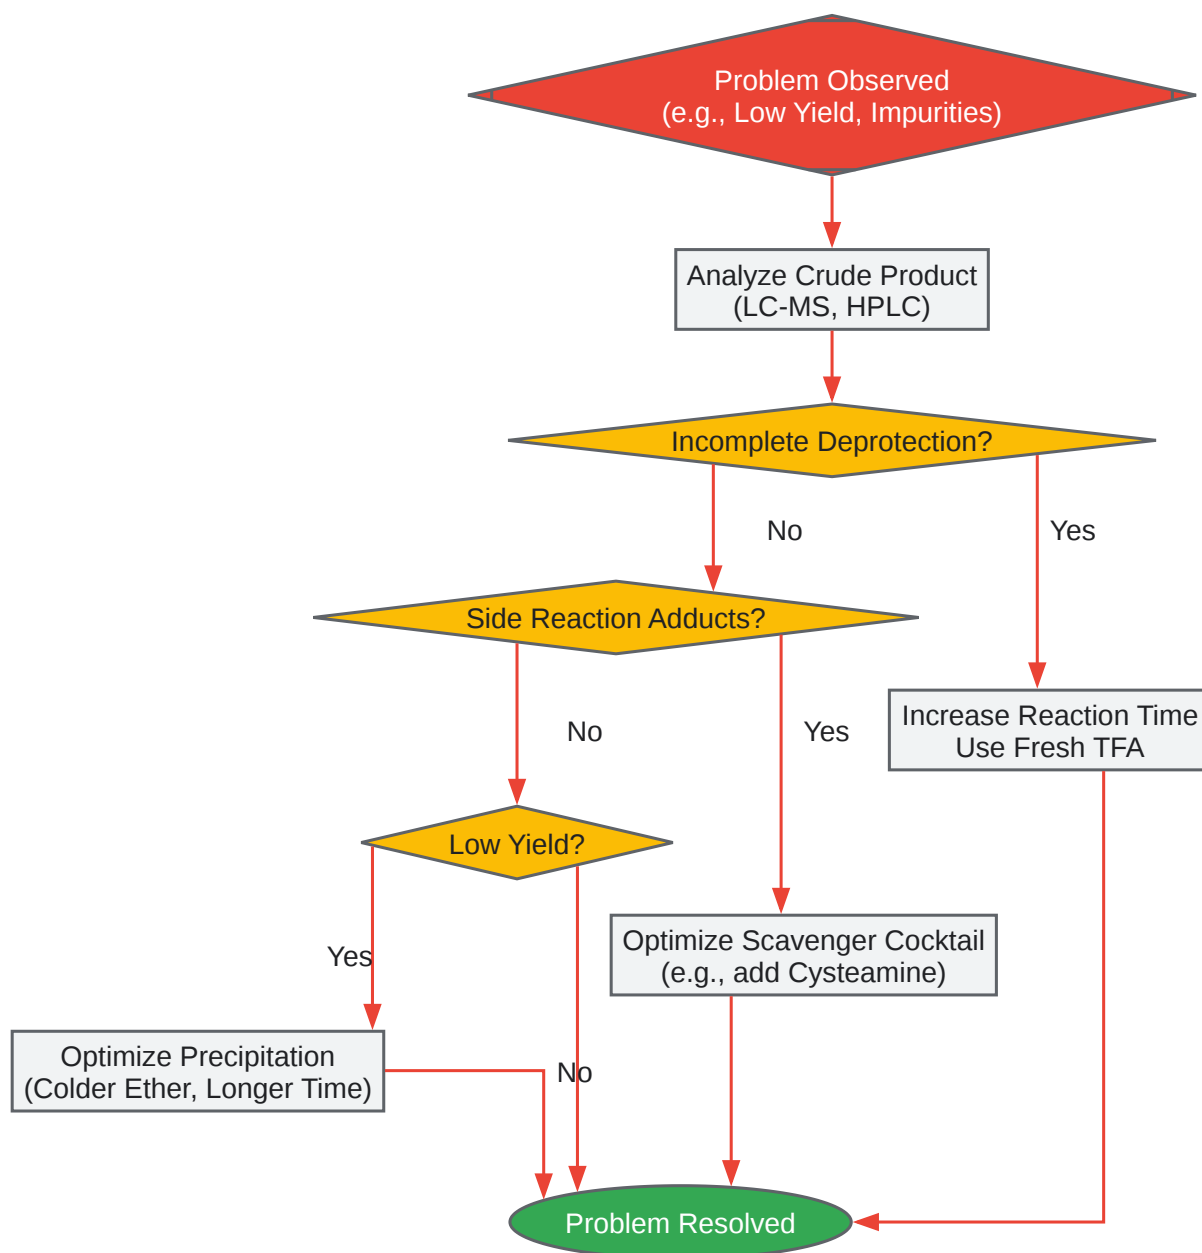 Problem Observed
(e.g., Low Yield, Impurities)
Analyze Crude Product
(LC-MS, HPLC)
Incomplete Deprotection?
No
Yes
Side Reaction Adducts?
No
Yes
Increase Reaction Time
Use Fresh TFA
Low Yield?
Yes
Optimize Scavenger Cocktail
(e.g., add Cysteamine)
Optimize Precipitation
(Colder Ether, Longer Time)
No
Problem Resolved